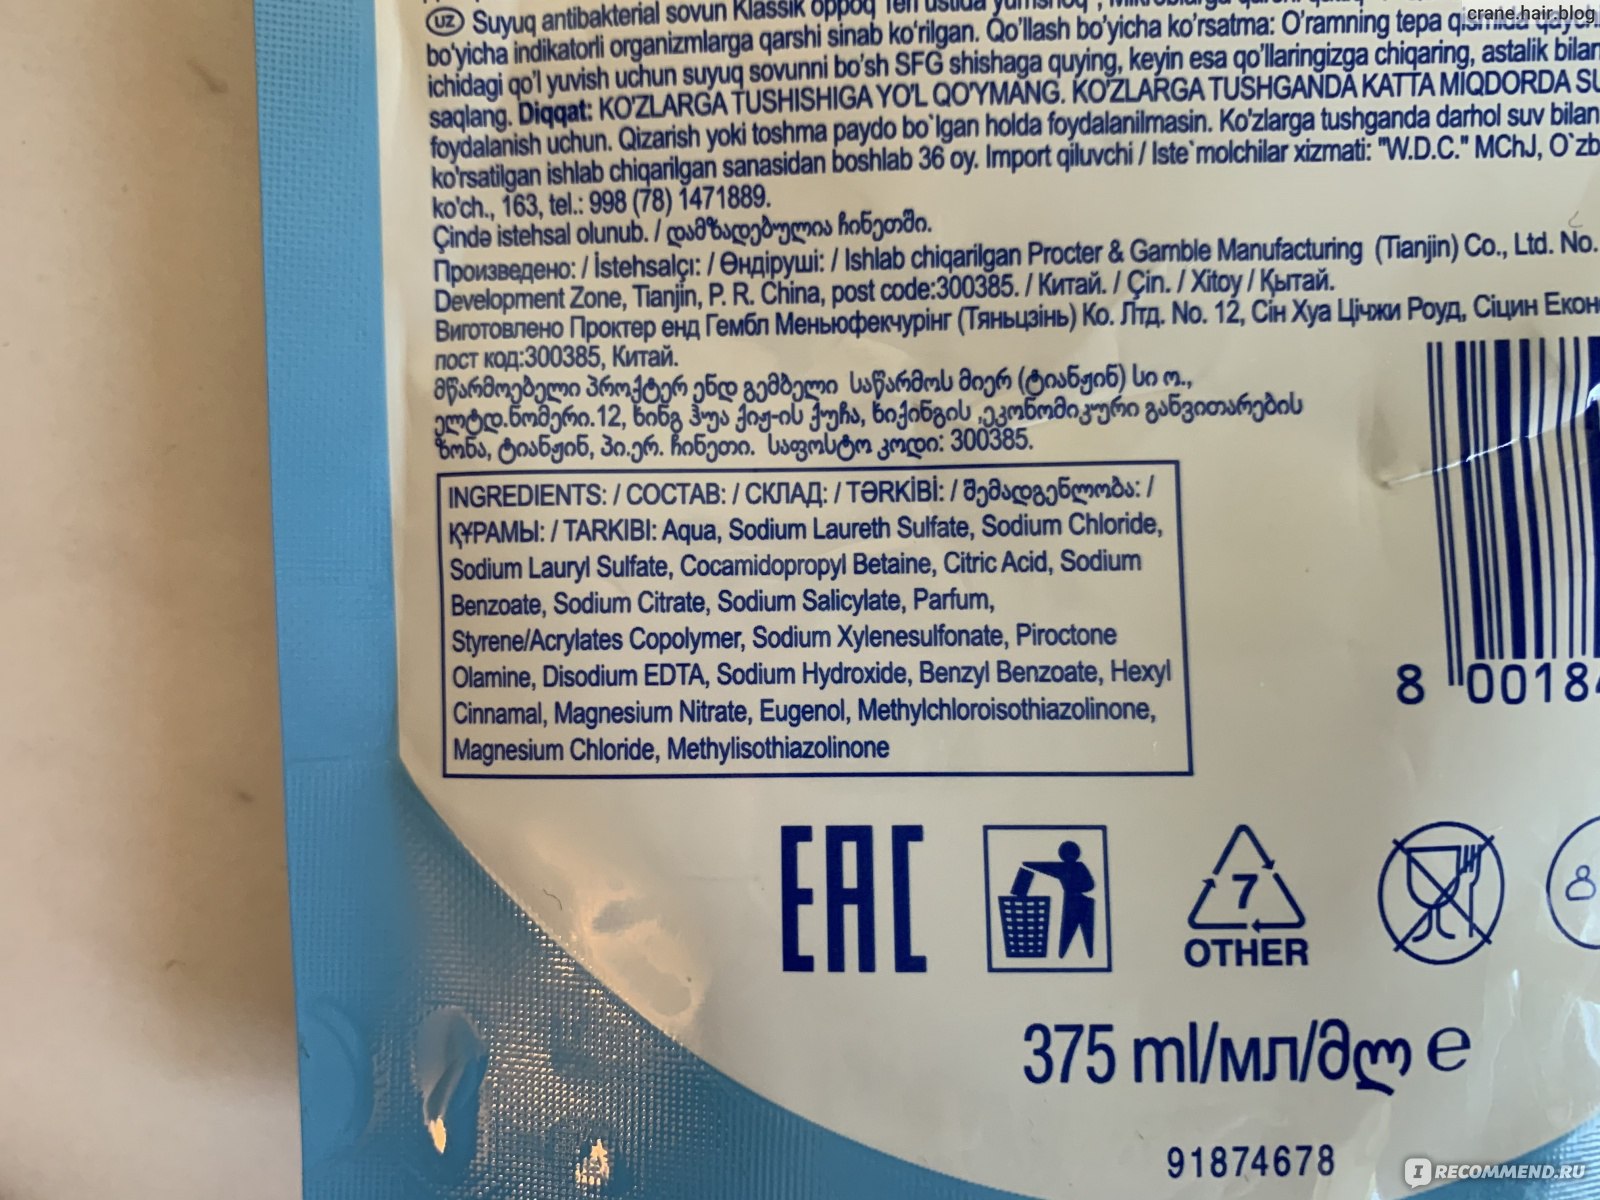 crane.hair.blog
UZ Suyuq antibakterial sovun Klassik oppoq Teri ustida yumshoq,
bo'yicha indikatorli organizmlarga qarshi sinab ko'rilgan. Qo'llash bo'yicha ko'rsatma: O'ramning tepa qismida
ichidagi qo'l yuvish uchun suyuq sovunni bo'sh SFG shishaga quying, keyin esa qo'llaringizga chiqaring, astalik bilan
saqlang. Diqqat: KO'ZLARGA TUSHISHIGA YO'L QO'YMANG. KO'ZLARGA TUSHGANDA KATTA MIQDORDA SU
foydalanish uchun. Qizarish yoki toshma paydo bo`lgan holda foydalanilmasin. Ko'zlarga tushganda darhol suv bilan
ko'rsatilgan ishlab chiqarilgan sanasidan boshlab 36 oy. Import qiluvchi / Iste`molchilar xizmati: "W.D.C." MChJ, O`zb
ko'ch., 163, tel.: 998 (78) 1471889.
Çində istehsal olunub. / დამზადებულია ჩინეთში.
Произведено: / İstehsalçı: / Өндіруші: / Ishlab chiqarilgan Procter & Gamble Manufacturing (Tianjin) Co., Ltd. No.
Development Zone, Tianjin, P. R. China, post code:300385. / Китай. / Çin. / Xitoy / Қытай.
Виготовлено Проктер енд Гембл Меньюфекчурінг (Тяньцзінь) Ко. Лтд. No. 12, Сін Хуа Цічжи Роуд, Сіцин Екон
пост код:300385, Китай.
მწარმოებელი პროქტერ ენდ გემბელი საწარმოს მიერ (ტიანჟინ) სი ო.,
ელტდ.ნომერი.12, ხინგ ჰუა ქიჟ-ის ქუჩა, ხიქინგის ,ეკონომიკური განვითარების
ზონა, ტიანჟინ, პი.ერ. ჩინეთი. საფოსტო კოდი: 300385.
INGREDIENTS: / СОСТАВ: / СКЛАД: / TƏRKİBİ: / შემადგენლობა: /
ҚҰРАМЫ: / TARKIBI: Aqua, Sodium Laureth Sulfate, Sodium Chloride,
Sodium Lauryl Sulfate, Cocamidopropyl Betaine, Citric Acid, Sodium
Benzoate, Sodium Citrate, Sodium Salicylate, Parfum,
Styrene/Acrylates Copolymer, Sodium Xylenesulfonate, Piroctone
Olamine, Disodium EDTA, Sodium Hydroxide, Benzyl Benzoate, Hexyl
Cinnamal, Magnesium Nitrate, Eugenol, Methylchloroisothiazolinone,
Magnesium Chloride, Methylisothiazolinone
8 00184
EAC
7
OTHER
375 ml/мл/მლ e
91874678
IRECOMMEND.RU